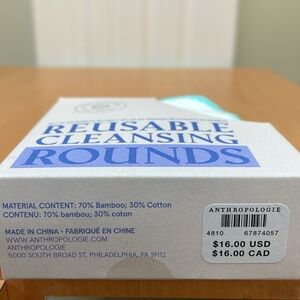 REUSABLE
CLEANSING
ROUNDS
MATERIAL CONTENT: 70% Bamboo; 30% Cotton
CONTENU: 70% bambou; 30% coton
MADE IN CHINA • FABRIQUÉ EN CHINE
WWW.ANTHROPOLOGIE.COM
ANTHROPOLOGIE
5000 SOUTH BROAD ST, PHILADELPHIA, PA 19112
ANTHROPOLOGIE
4810 67874057
$16.00 USD
$16.00 CAD